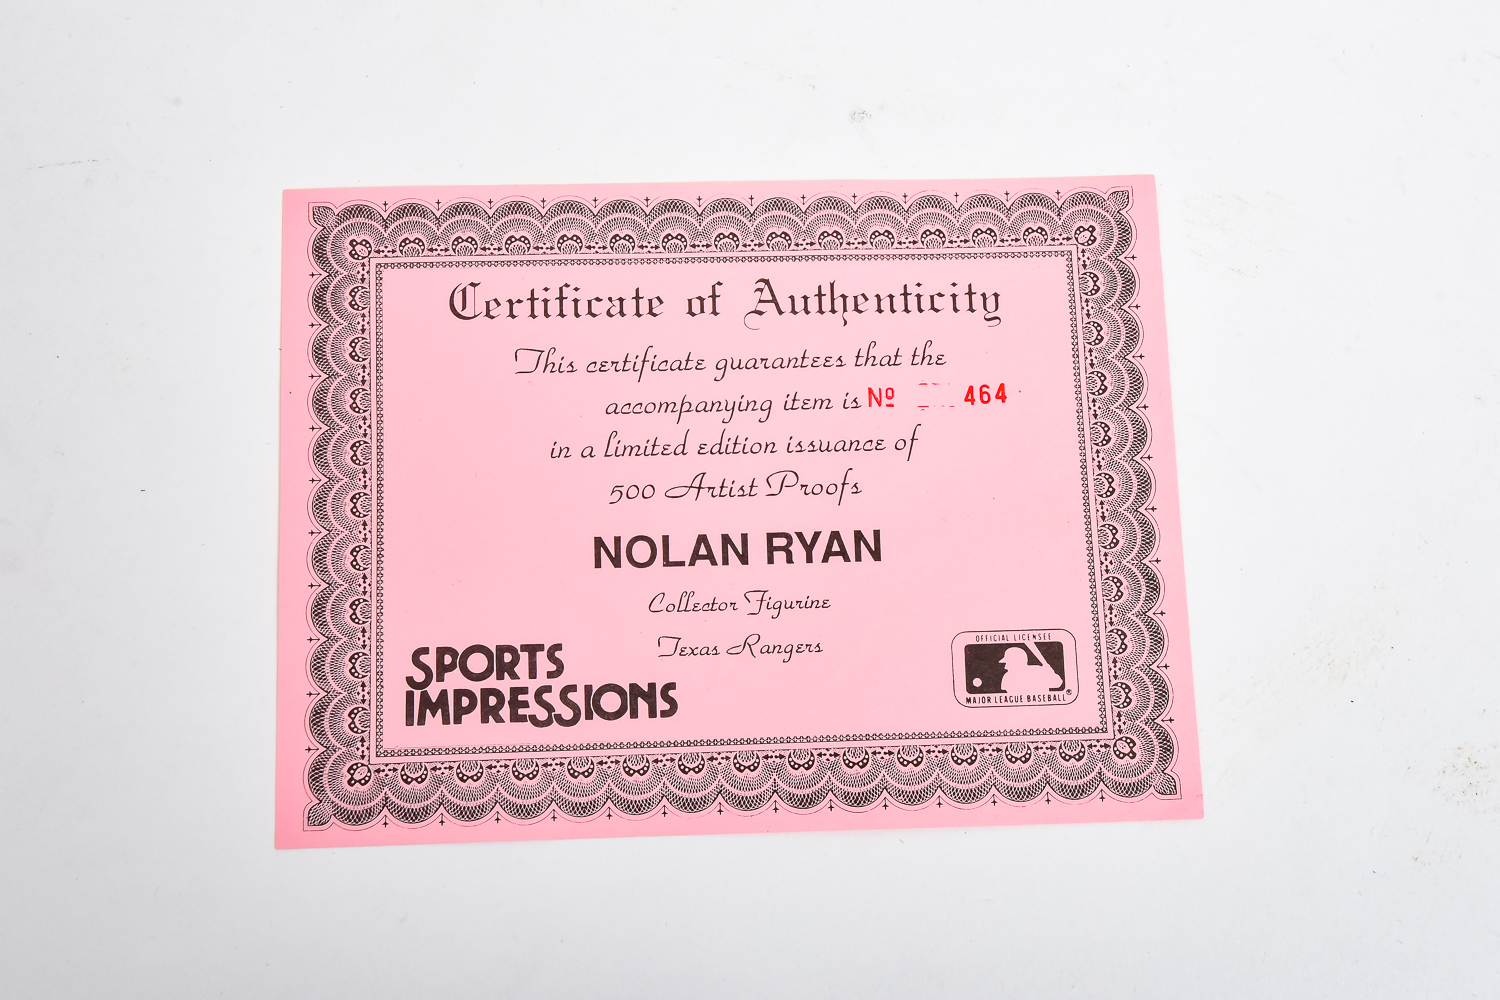 Certificate of Authenticity
This certificate guarantees that the
accompanying item is Nº 464
in a limited edition issuance of
500 Artist Proofs
NOLAN RYAN
Collector Figurine
Texas Rangers
SPORTS
IMPRESSIONS
OFFICIAL LICENSEE
MAJOR LEAGUE BASEBALL®